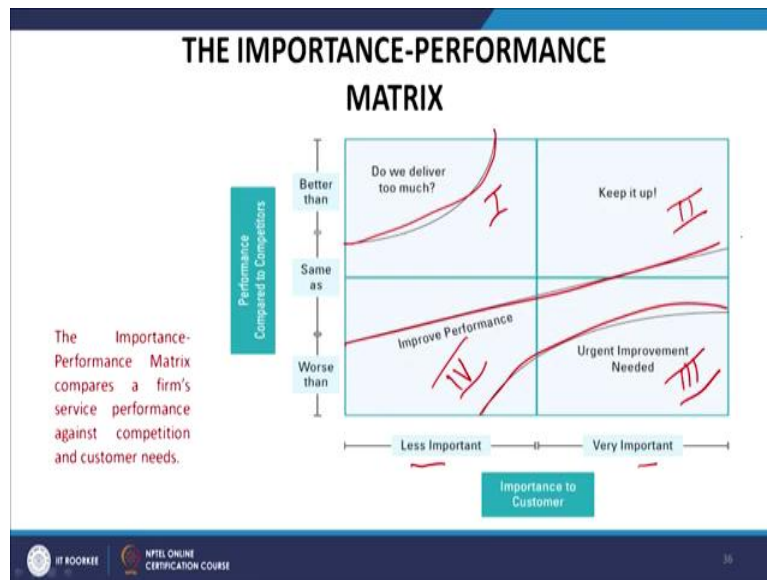 THE IMPORTANCE-PERFORMANCE
MATRIX
Performance
Compared to Competitors
Better
than
Same
as
Worse
than
Do we deliver
too much?
I
Keep it up!
II
Improve Performance
IV
Urgent Improvement
Needed
III
Less Important
Very Important
Importance to
Customer
The Importance-
Performance Matrix
compares a firm's
service performance
against competition
and customer needs.
IIT ROORKEE
NPTEL ONLINE
CERTIFICATION COURSE
36